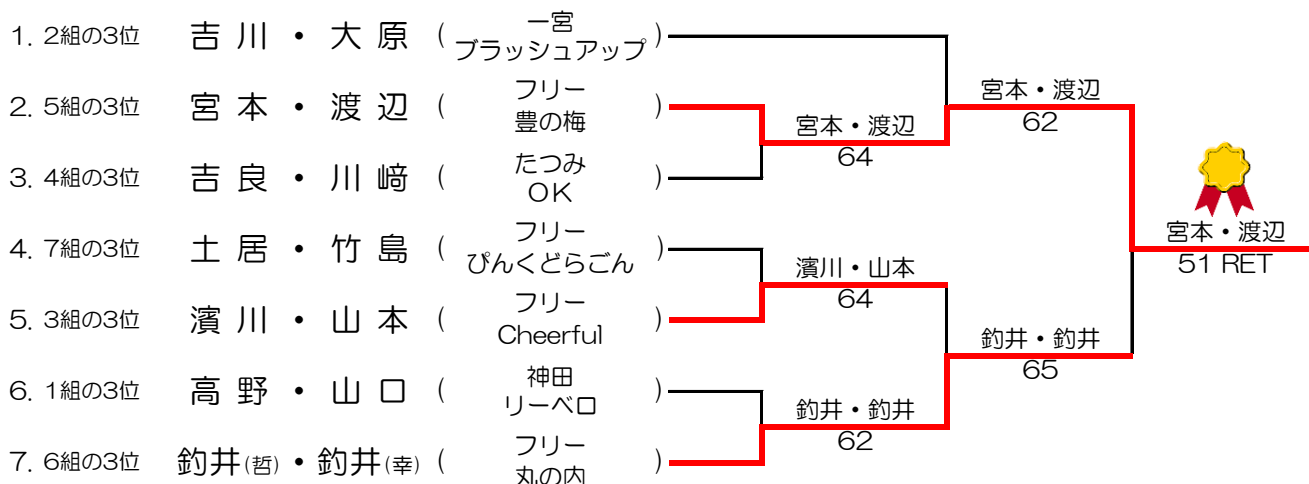 一宮
1. 2組の3位 吉川・大原 ( ブラッシュアップ )
フリー
2. 5組の3位 宮本・渡辺 ( 豊の梅 )
宮本・渡辺
62
宮本・渡辺
64
たつみ
3. 4組の3位 吉良・川﨑 ( OK )
宮本・渡辺
51 RET
フリー
4. 7組の3位 土居・竹島 ( ぴんくどらごん )
濱川・山本
64
フリー
5. 3組の3位 濱川・山本 ( Cheerful )
釣井・釣井
65
神田
6. 1組の3位 高野・山口 ( リーベロ )
釣井・釣井
62
フリー
7. 6組の3位 釣井(哲)・釣井(幸) ( 丸の内 )